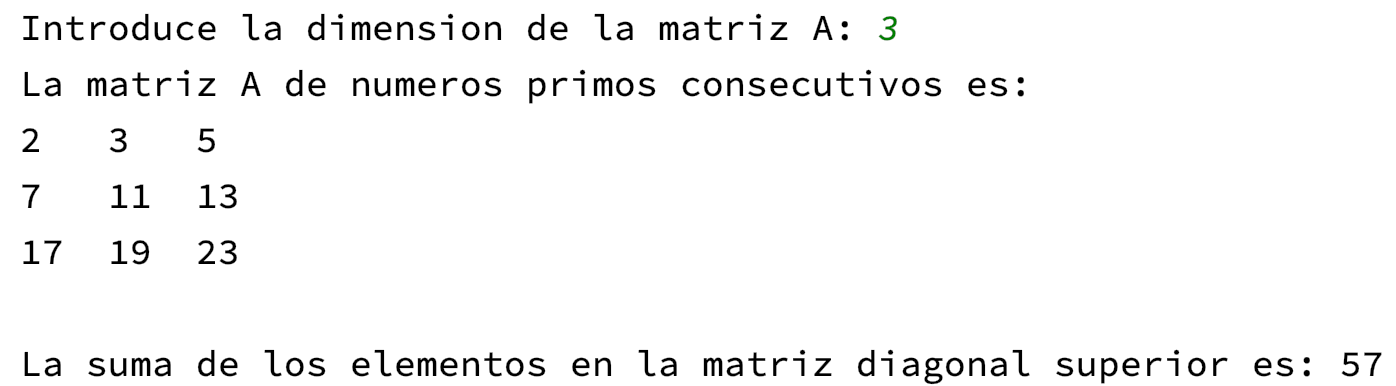 Introduce la dimension de la matriz A: 3
La matriz A de numeros primos consecutivos es:
2 3 5
7 11 13
17 19 23
La suma de los elementos en la matriz diagonal superior es: 57